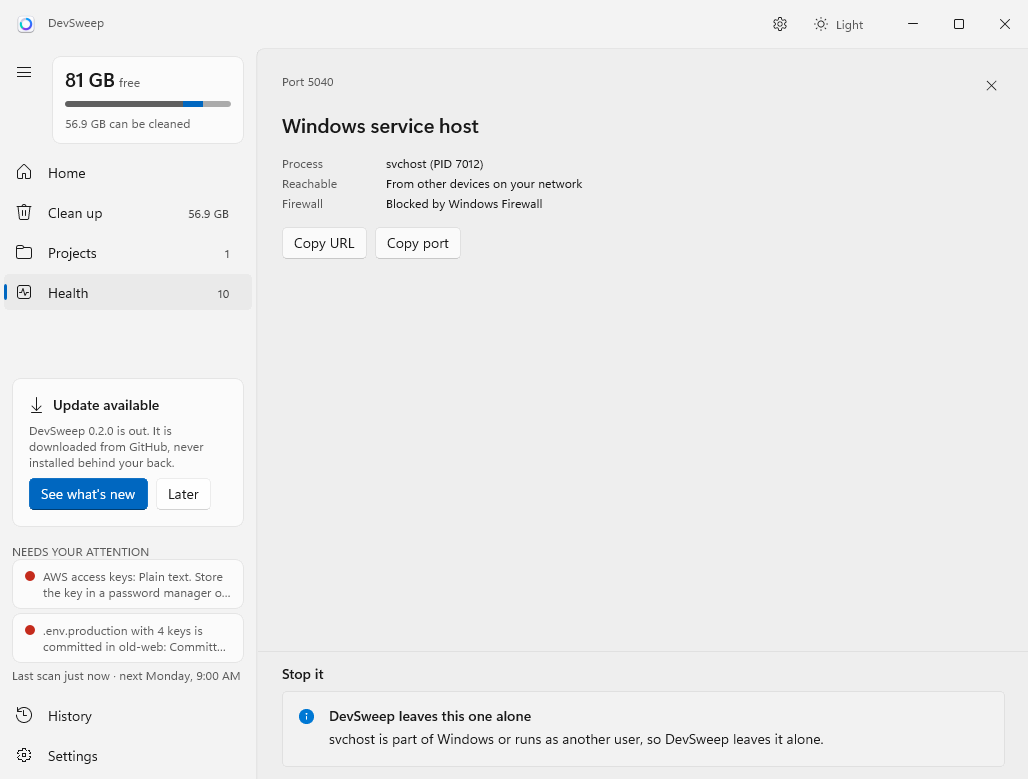 DevSweep
Light
81 GB free
56.9 GB can be cleaned
Home
Clean up 56.9 GB
Projects 1
Health 10
Update available
DevSweep 0.2.0 is out. It is
downloaded from GitHub, never
installed behind your back.
See what's new Later
NEEDS YOUR ATTENTION
AWS access keys: Plain text. Store
the key in a password manager o...
.env.production with 4 keys is
committed in old-web: Committ...
Last scan just now · next Monday, 9:00 AM
History
Settings
Port 5040
Windows service host
Process svchost (PID 7012)
Reachable From other devices on your network
Firewall Blocked by Windows Firewall
Copy URL Copy port
Stop it
DevSweep leaves this one alone
svchost is part of Windows or runs as another user, so DevSweep leaves it alone.